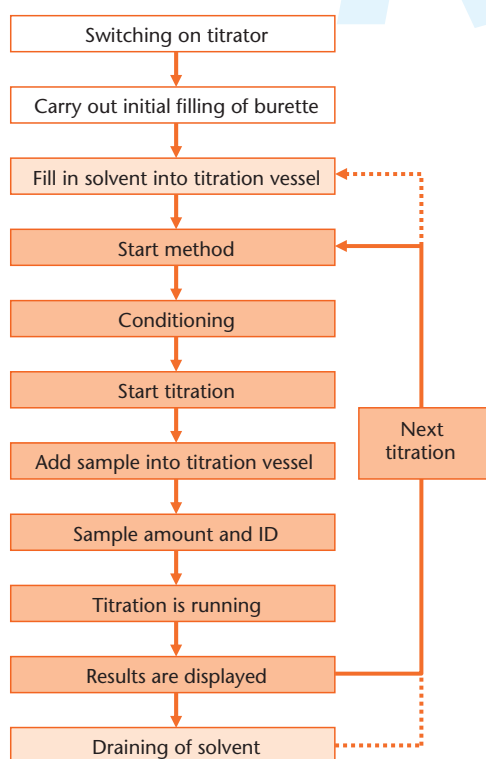 Switching on titrator
Carry out initial filling of burette
Fill in solvent into titration vessel
Start method
Conditioning
Start titration
Add sample into titration vessel
Next
titration
Sample amount and ID
Titration is running
Results are displayed
Draining of solvent